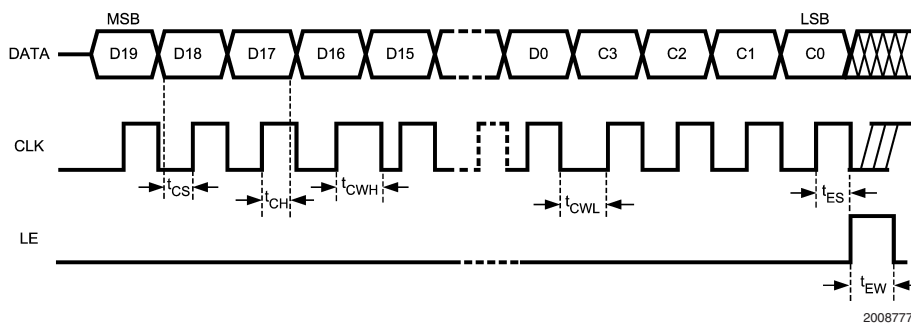 MSB LSB
DATA D19 D18 D17 D16 D15 D0 C3 C2 C1 C0
CLK
tCS tCH tCWH tCWL tES
LE
tEW
2008777